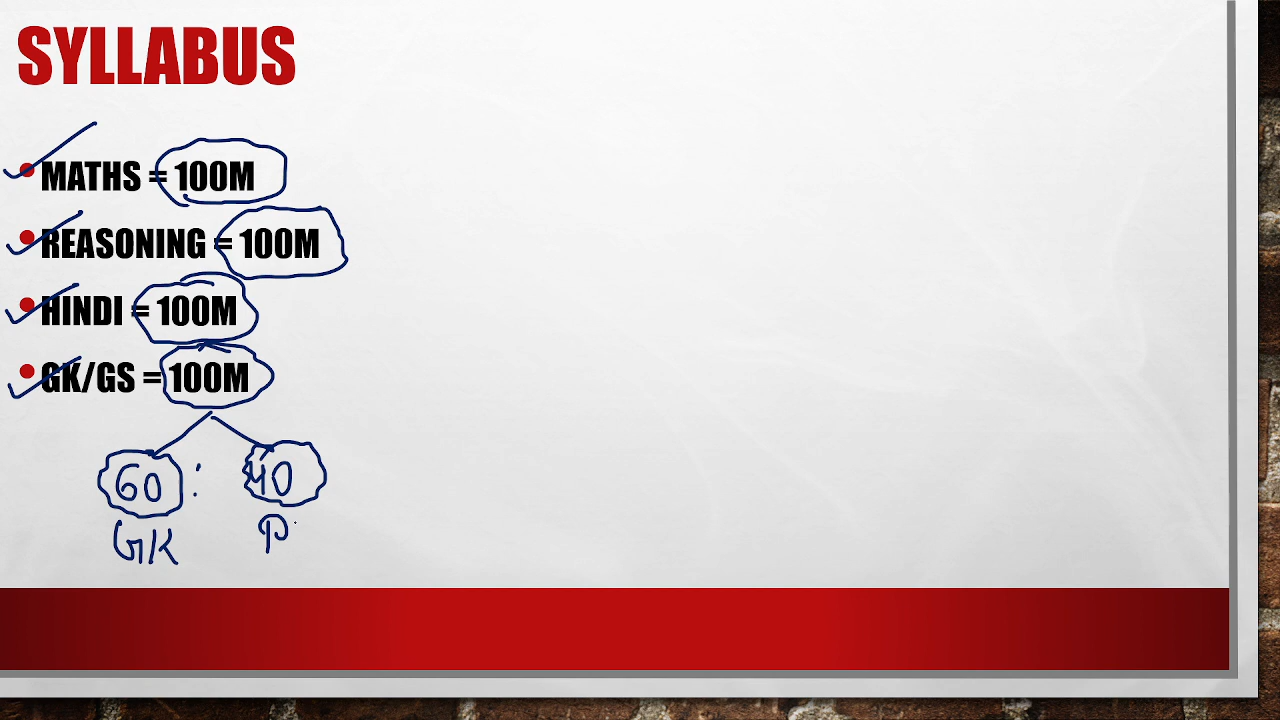 SYLLABUS
• MATHS = 100M
• REASONING = 100M
• HINDI = 100M
• GK/GS = 100M
60 : 40
GK P